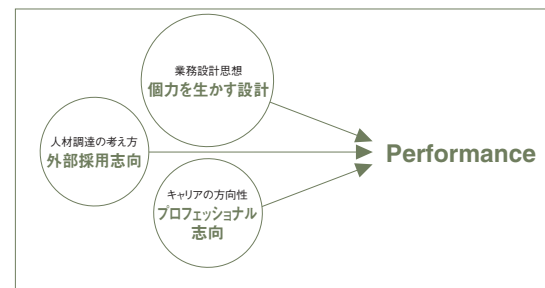 業務設計思想
個力を生かす設計
人材調達の考え方
外部採用志向
キャリアの方向性
プロフェッショナル
志向
Performance